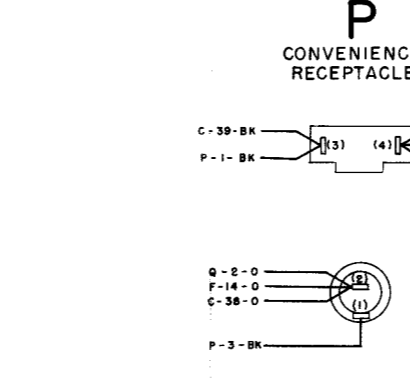 P
CONVENIENC
RECEPTACLE
C-39-BK
(3) (4)
P-1-BK
Q-2-O
(2)
F-14-O
C-38-O
(1)
P-3-BK